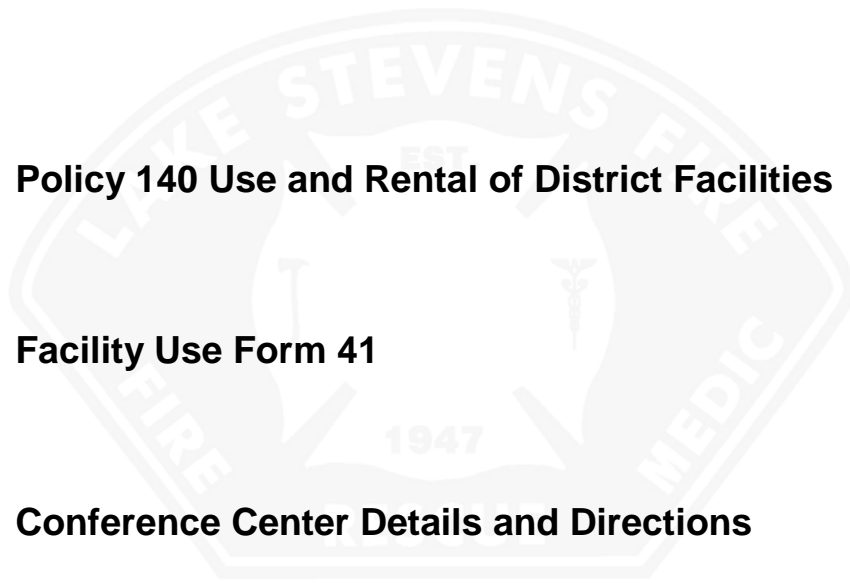 LAKE STEVENS FIRE
EST
Policy 140 Use and Rental of District Facilities
Facility Use Form 41
FIRE
MEDIC
1947
Conference Center Details and Directions
RESCUE